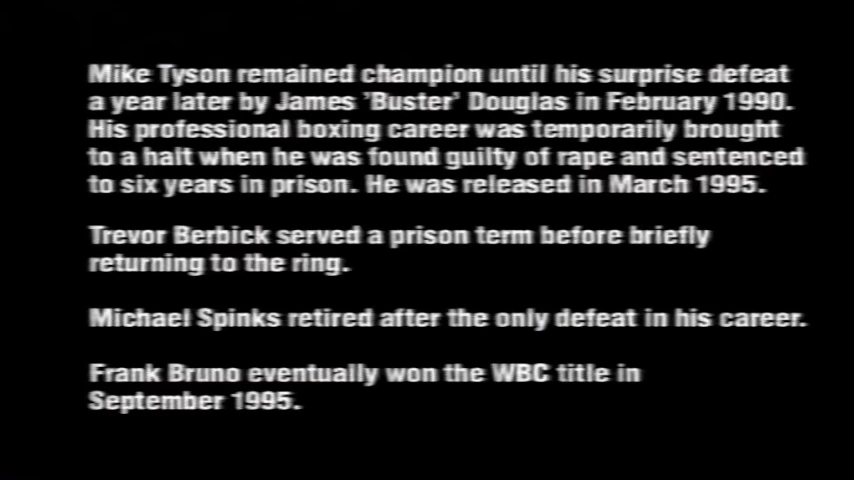 Mike Tyson remained champion until his surprise defeat
a year later by James 'Buster' Douglas in February 1990.
His professional boxing career was temporarily brought
to a halt when he was found guilty of rape and sentenced
to six years in prison. He was released in March 1995.
Trevor Berbick served a prison term before briefly
returning to the ring.
Michael Spinks retired after the only defeat in his career.
Frank Bruno eventually won the WBC title in
September 1995.